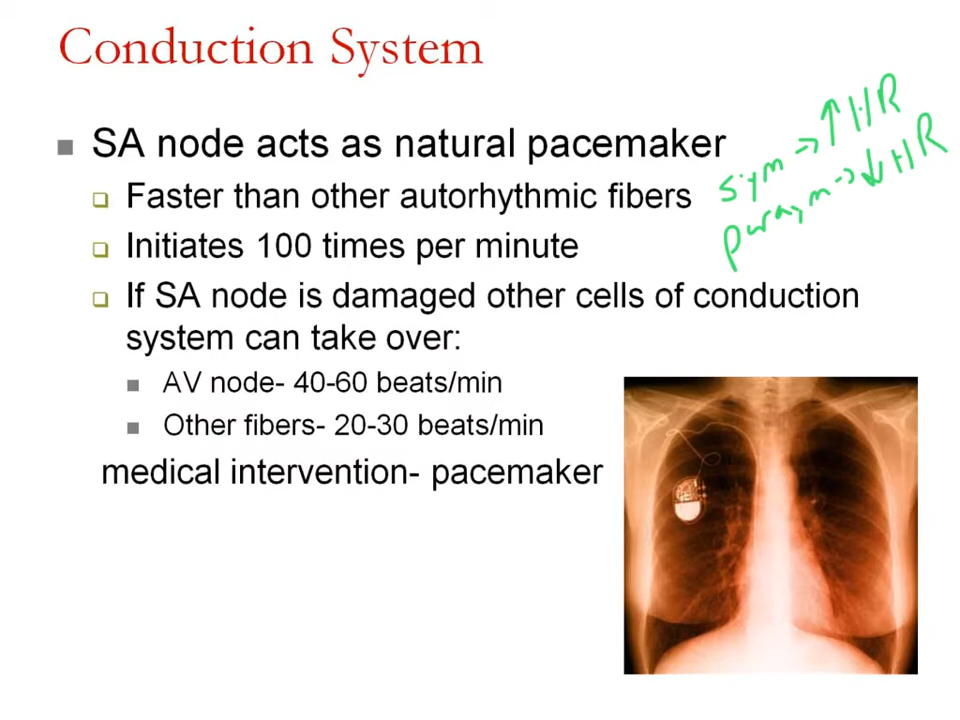 Conduction System
SA node acts as natural pacemaker
sym → ↑ HR
Faster than other autorhythmic fibers
parasym → ↓ HR
Initiates 100 times per minute
If SA node is damaged other cells of conduction
system can take over:
AV node- 40-60 beats/min
Other fibers- 20-30 beats/min
medical intervention- pacemaker